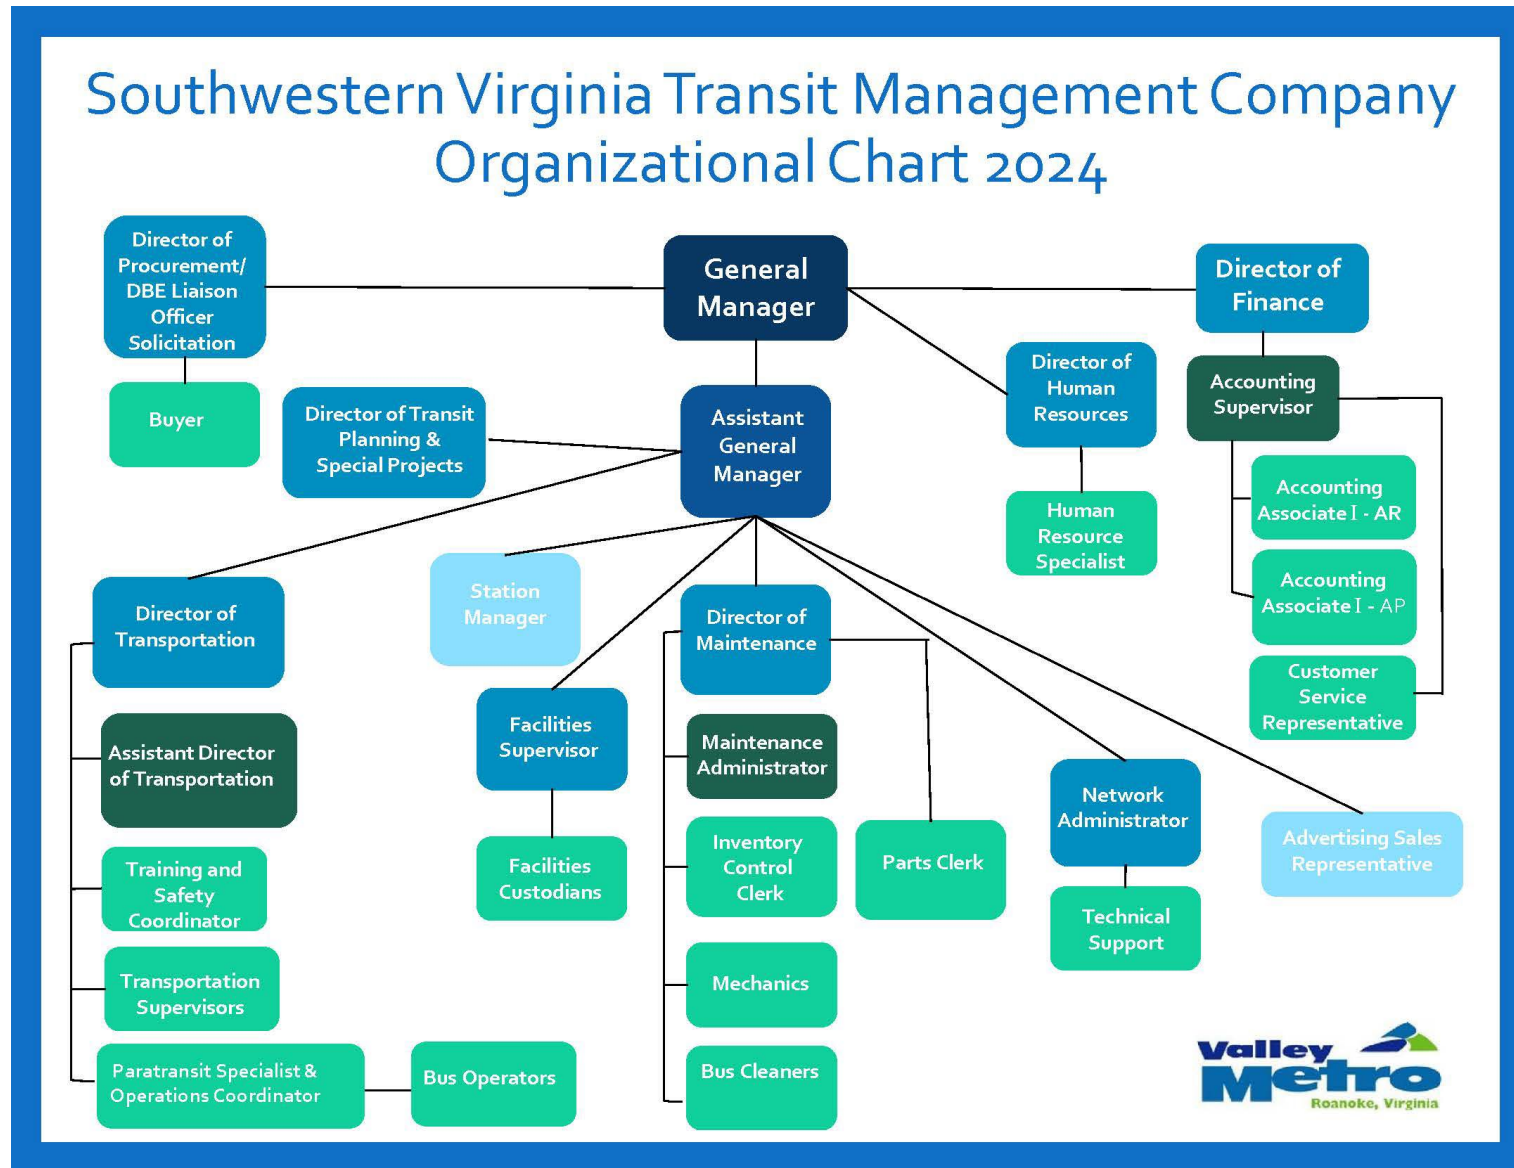 Southwestern Virginia Transit Management Company
Organizational Chart 2024
Director of
Procurement/
DBE Liaison
Officer
Solicitation
General
Manager
Director of
Finance
Buyer
Director of Transit
Planning &
Special Projects
Assistant
General
Manager
Director of
Human
Resources
Accounting
Supervisor
Human
Resource
Specialist
Accounting
Associate I - AR
Accounting
Associate I - AP
Customer
Service
Representative
Director of
Transportation
Station
Manager
Director of
Maintenance
Facilities
Supervisor
Assistant Director
of Transportation
Maintenance
Administrator
Network
Administrator
Advertising Sales
Representative
Training and
Safety
Coordinator
Facilities
Custodians
Inventory
Control
Clerk
Parts Clerk
Technical
Support
Transportation
Supervisors
Mechanics
Paratransit Specialist &
Operations Coordinator
Bus Operators
Bus Cleaners
Valley
Metro
Roanoke, Virginia